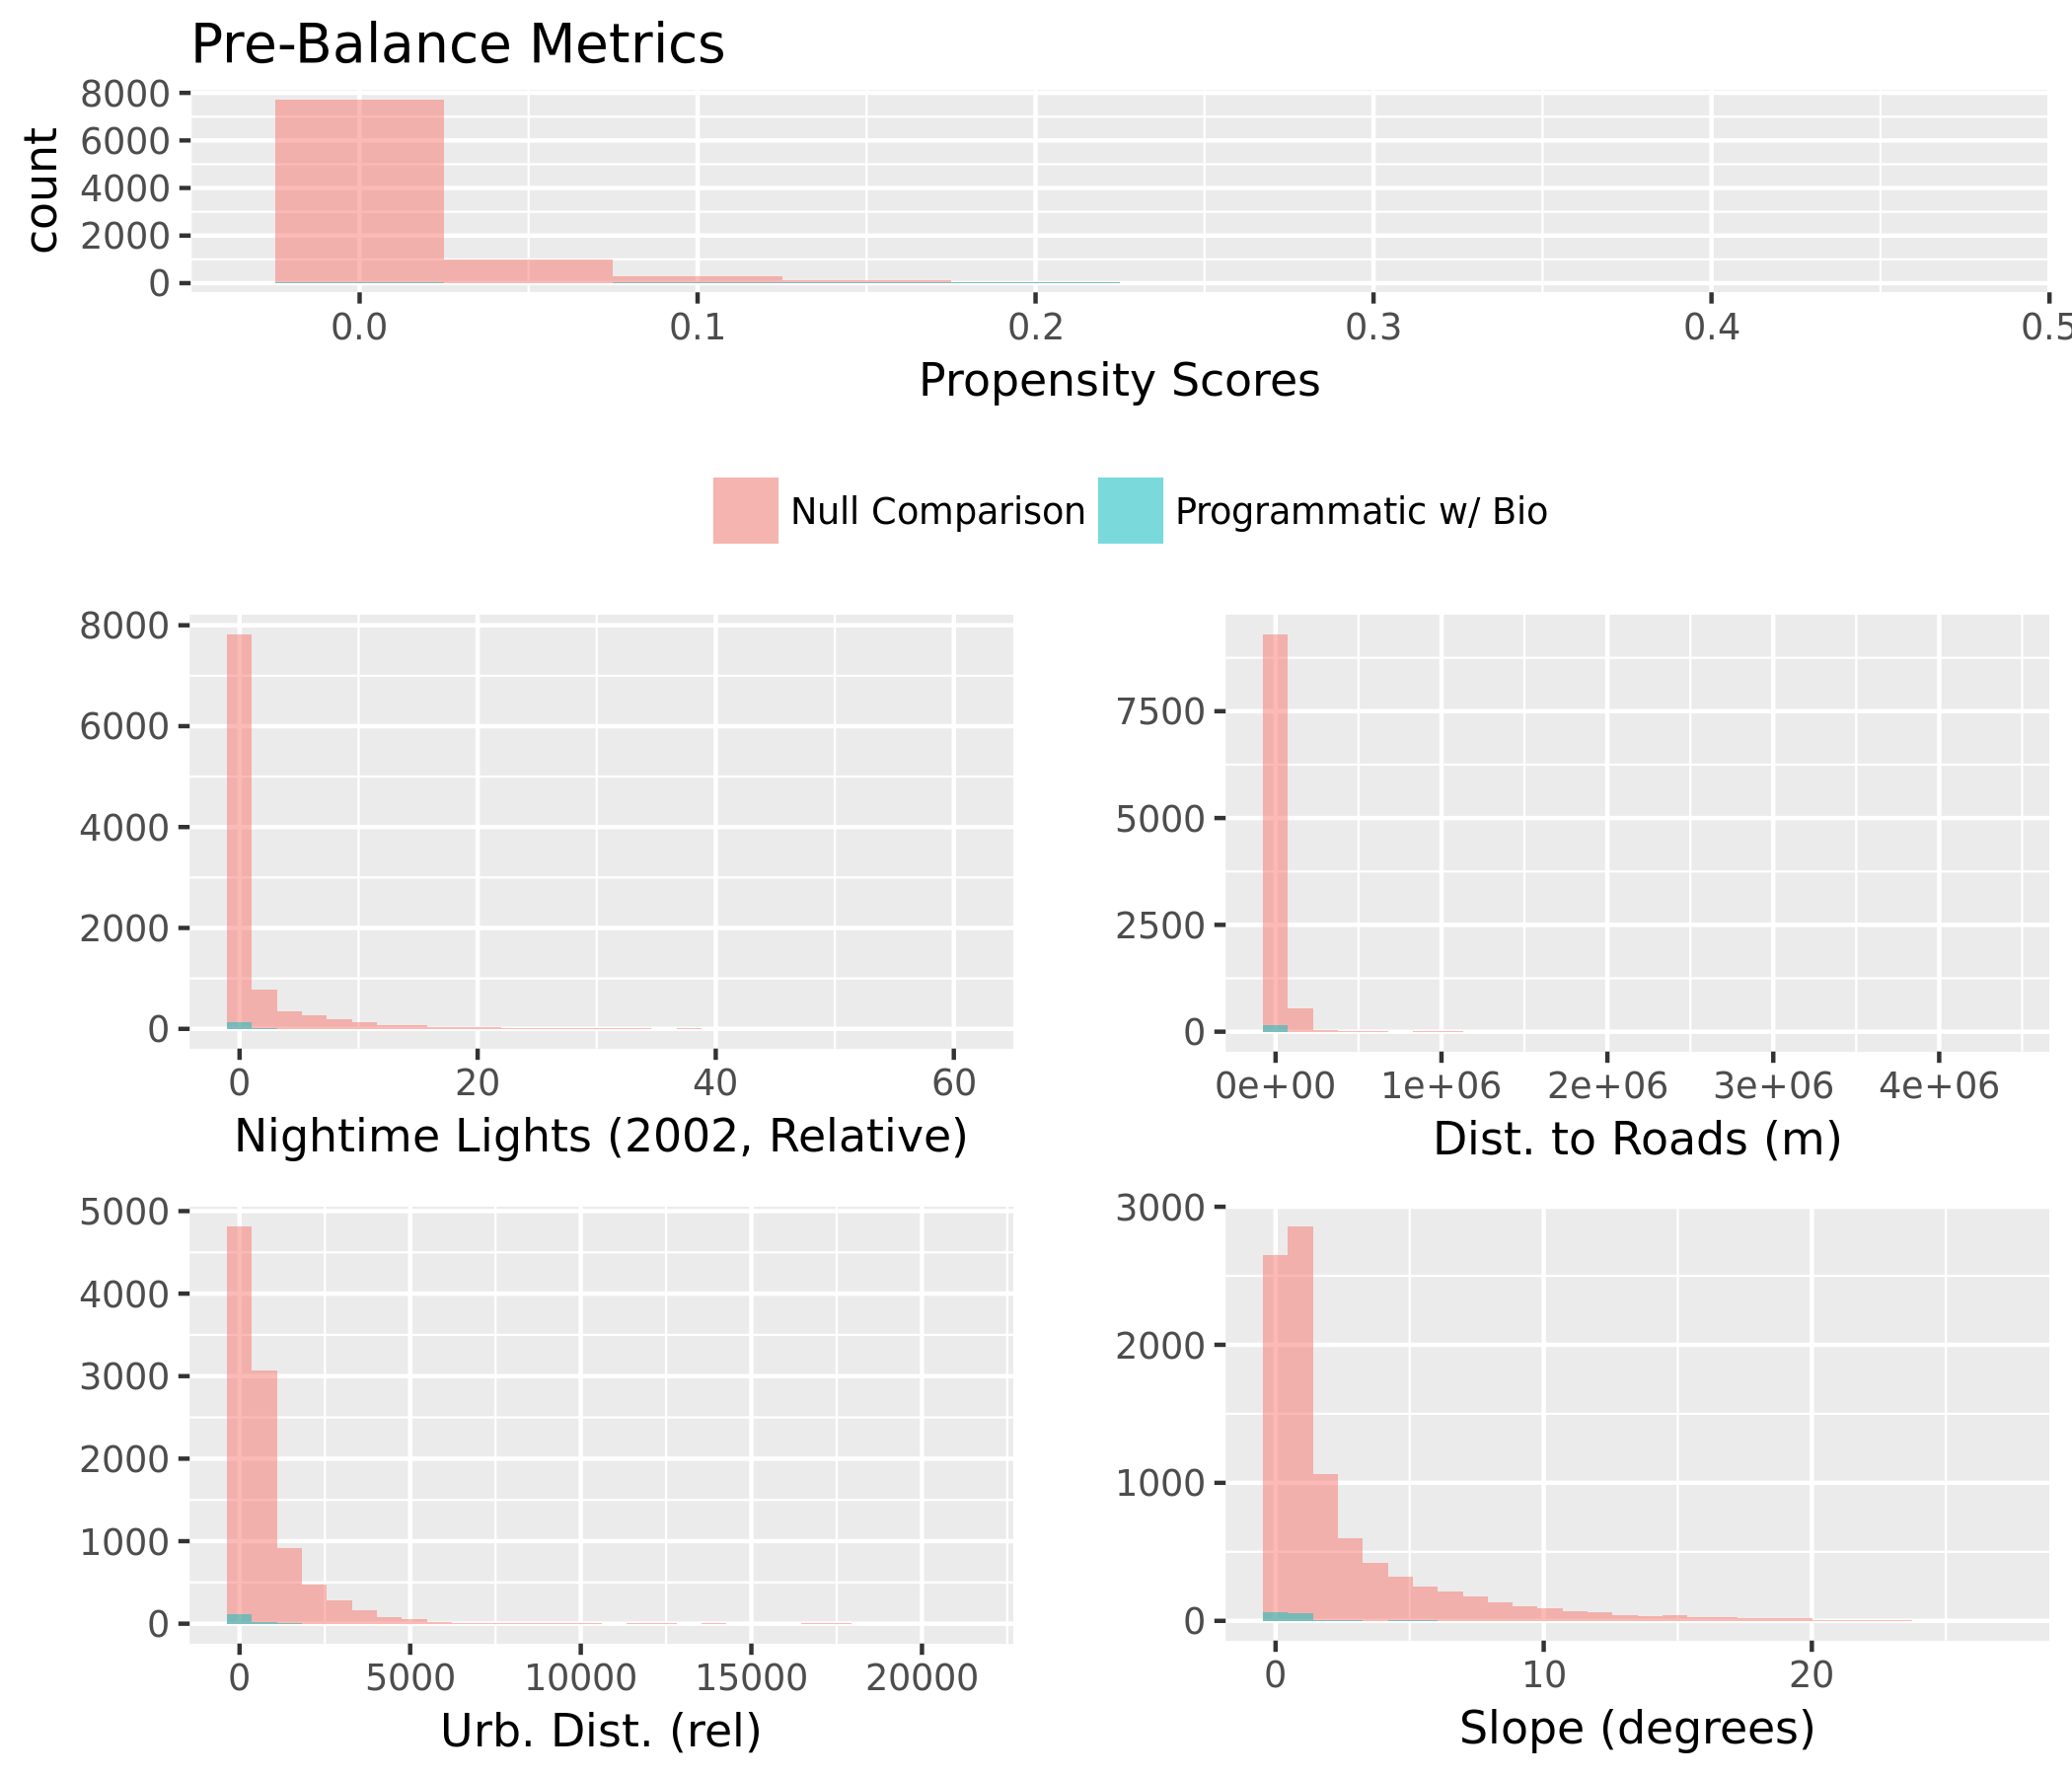 Pre-Balance Metrics
count
8000
6000
4000
2000
0
0.0 0.1 0.2 0.3 0.4 0.5
Propensity Scores
Null Comparison Programmatic w/ Bio
8000
6000
4000
2000
0
0 20 40 60
Nightime Lights (2002, Relative)
7500
5000
2500
0
0e+00 1e+06 2e+06 3e+06 4e+06
Dist. to Roads (m)
5000
4000
3000
2000
1000
0
0 5000 10000 15000 20000
Urb. Dist. (rel)
3000
2000
1000
0
0 10 20
Slope (degrees)